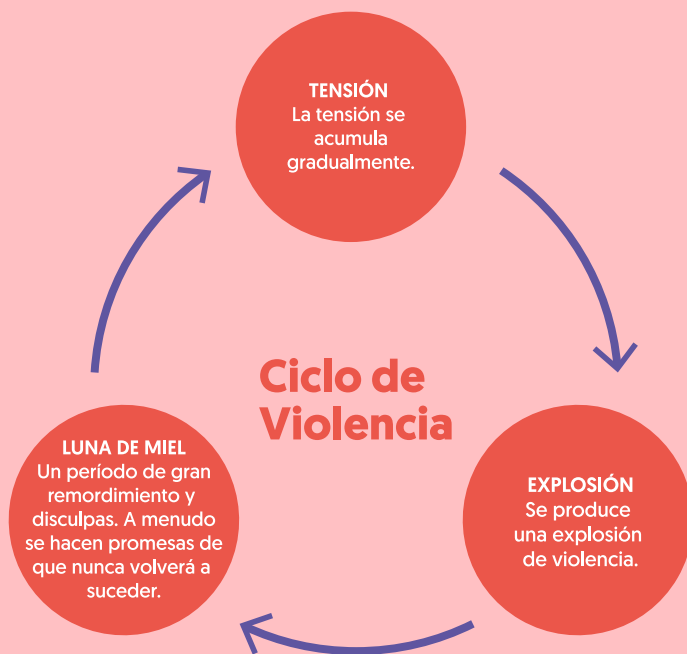 TENSIÓN
La tensión se
acumula
gradualmente.
Ciclo de
Violencia
LUNA DE MIEL
Un período de gran
remordimiento y
disculpas. A menudo
se hacen promesas de
que nunca volverá a
suceder.
EXPLOSIÓN
Se produce
una explosión
de violencia.